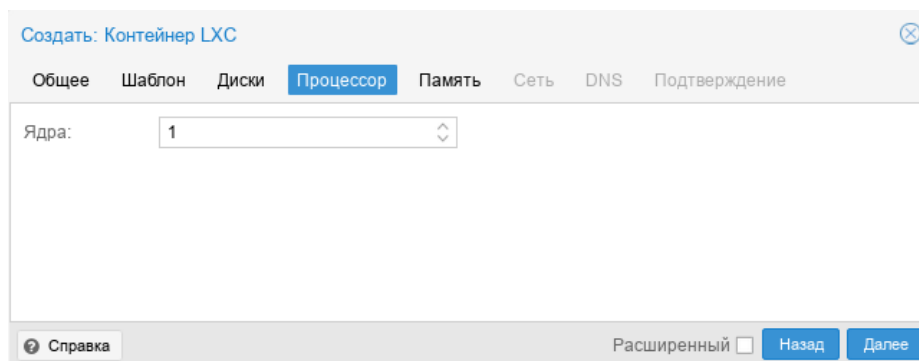 Создать: Контейнер LXC
Общее Шаблон Диски Процессор Память Сеть DNS Подтверждение
Ядра: 1
Справка Расширенный Назад Далее